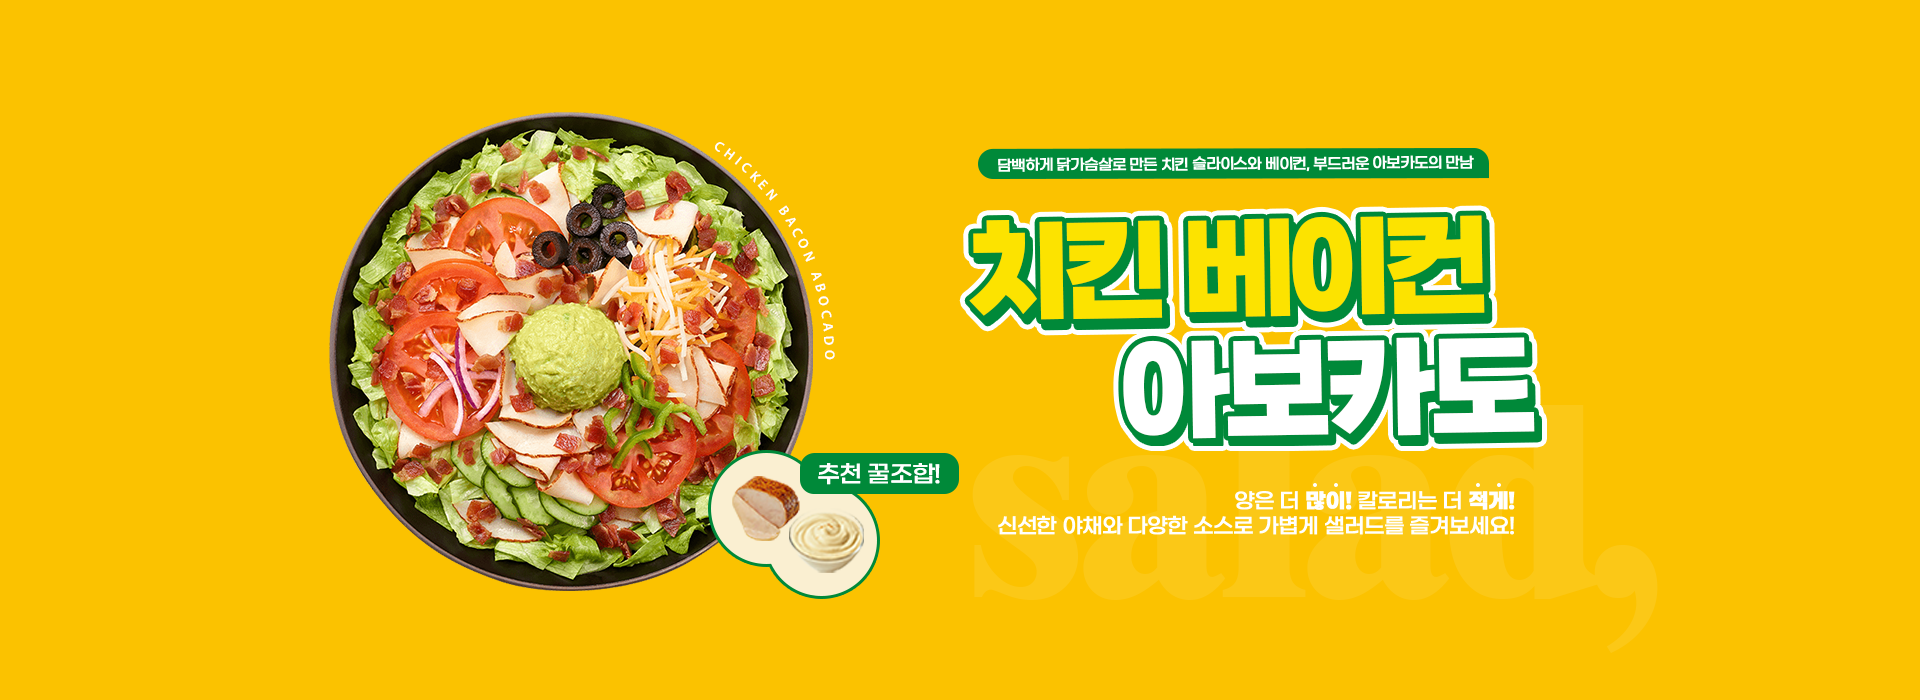 CHICKEN BACON ABOCADO
추천 꿀조합!
담백하게 닭가슴살로 만든 치킨 슬라이스와 베이컨, 부드러운 아보카도의 만남
치킨 베이컨
아보카도
salad,
양은 더 많이! 칼로리는 더 적게!
신선한 야채와 다양한 소스로 가볍게 샐러드를 즐겨보세요!